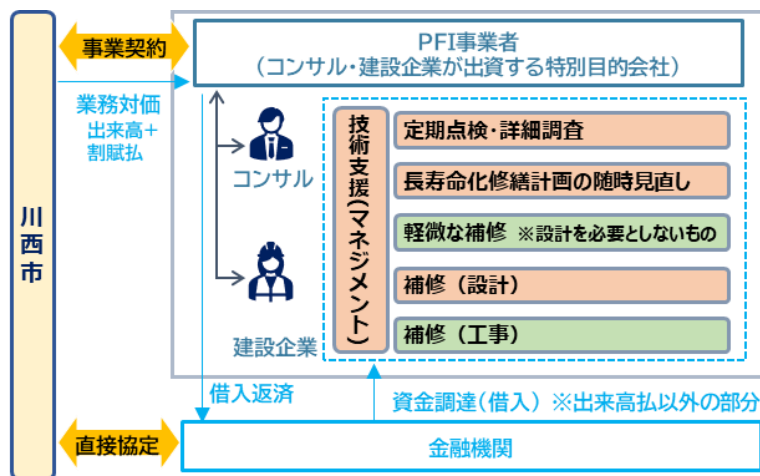 川西市
事業契約
業務対価
出来高+
割賦払
PFI事業者
(コンサル・建設企業が出資する特別目的会社)
コンサル
建設企業
技術支援(マネジメント)
定期点検・詳細調査
長寿命化修繕計画の随時見直し
軽微な補修 ※設計を必要としないもの
補修(設計)
補修(工事)
借入返済
資金調達(借入) ※出来高払以外の部分
直接協定
金融機関